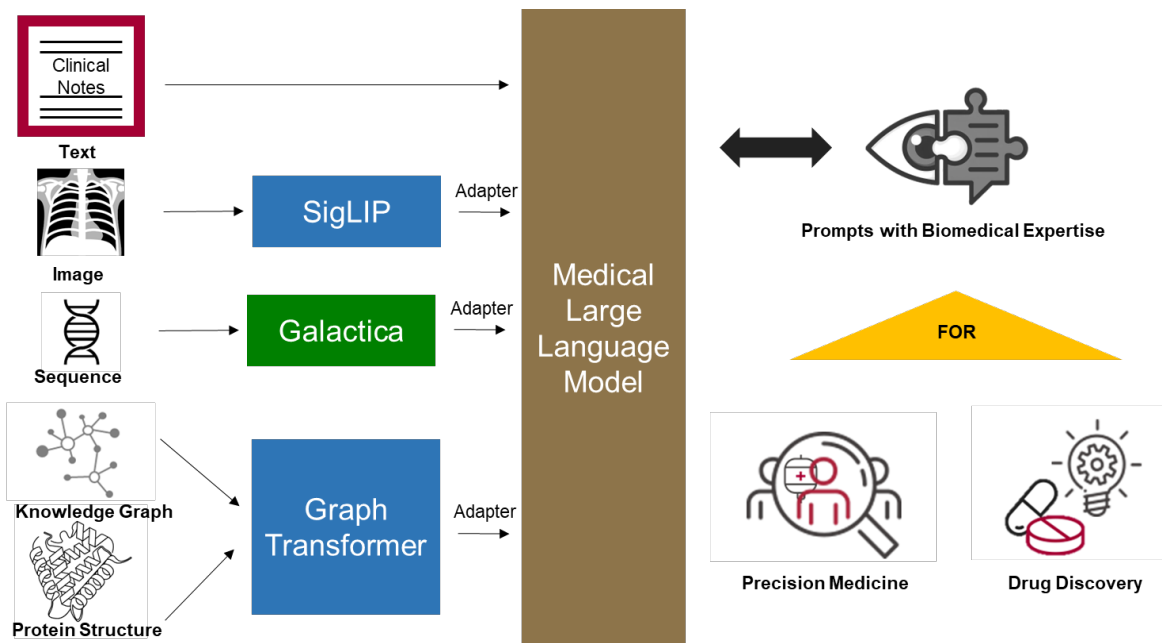 Clinical
Notes
Text
Image
SigLIP
Adapter
Sequence
Galactica
Adapter
Knowledge Graph
Protein Structure
Graph
Transformer
Adapter
Medical
Large
Language
Model
Prompts with Biomedical Expertise
FOR
Precision Medicine
Drug Discovery